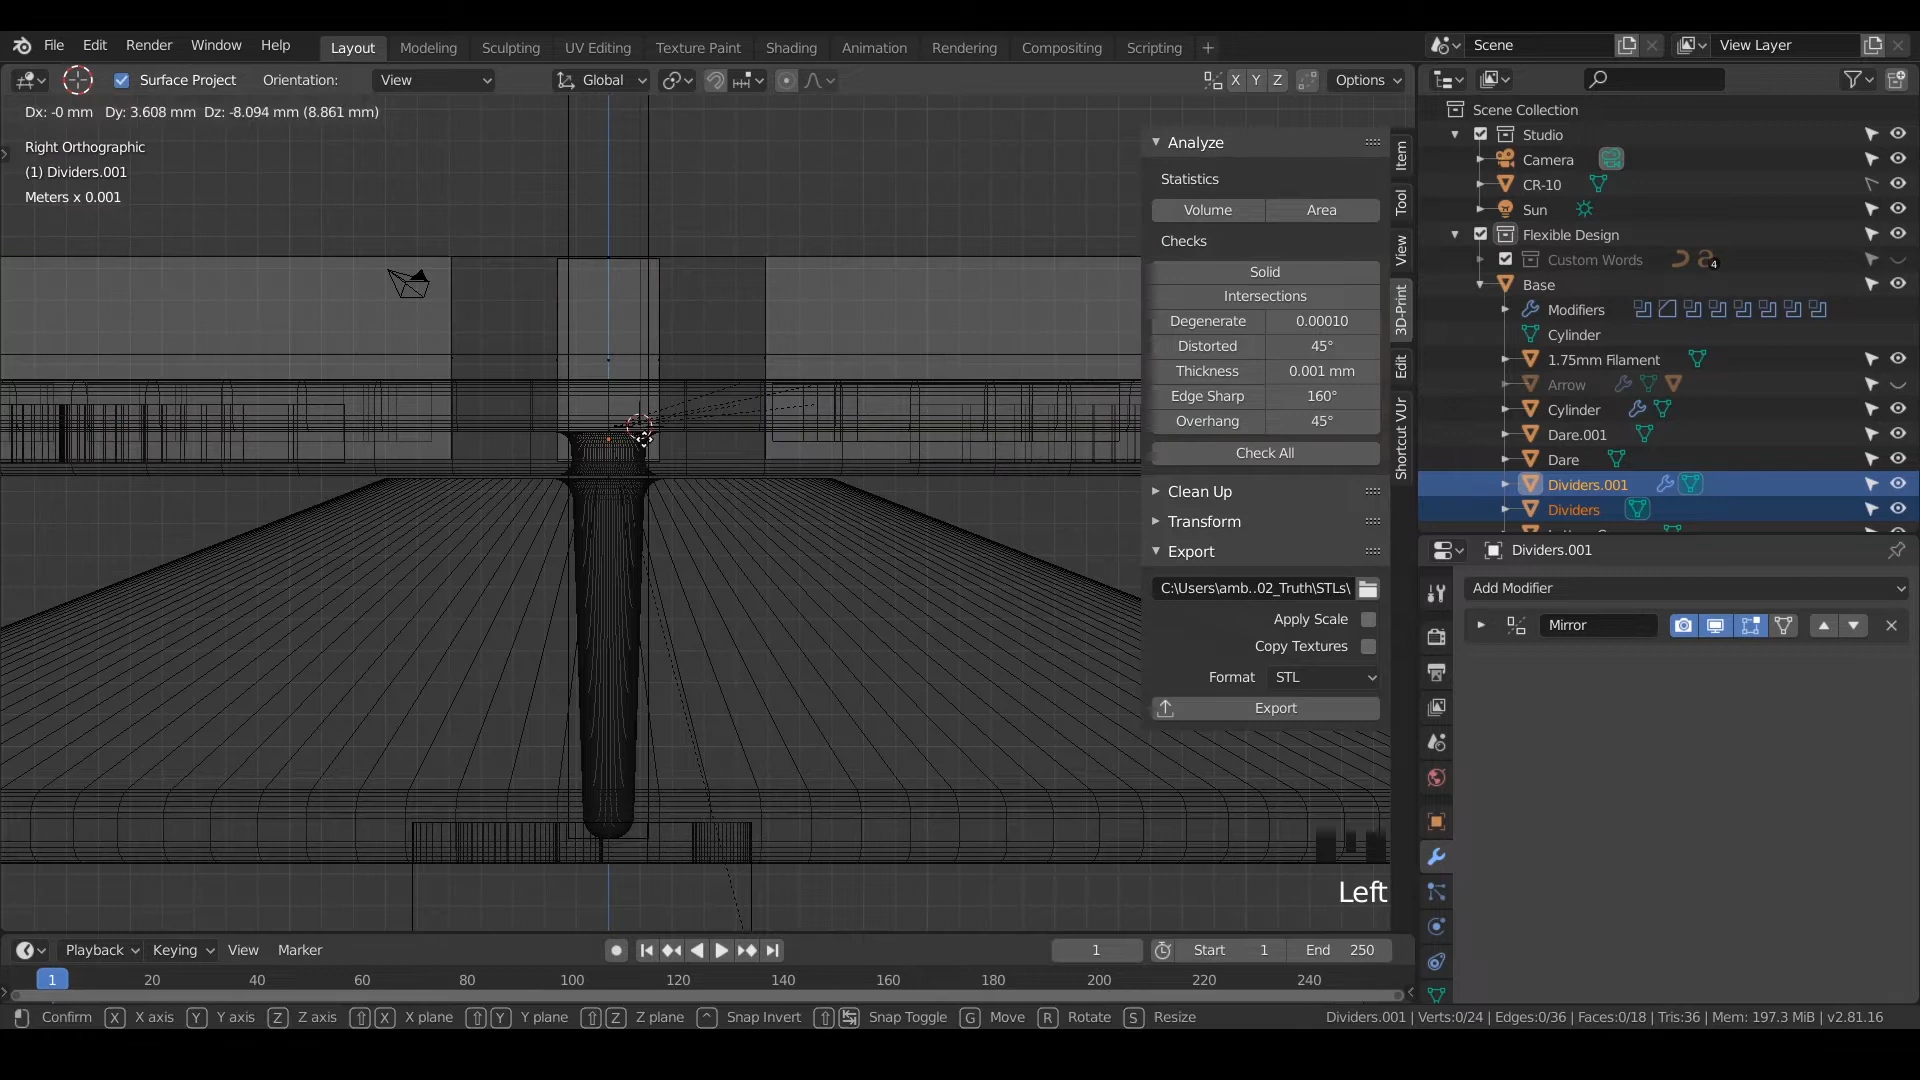 File Edit Render Window Help Layout Modeling Sculpting UV Editing Texture Paint Shading Animation Rendering Compositing Scripting + Scene View Layer
Surface Project Orientation: View Global X Y Z Options
Dx: -0 mm Dy: 3.608 mm Dz: -8.094 mm (8.861 mm)
Right Orthographic
(1) Dividers.001
Meters x 0.001
Analyze
Statistics
Volume Area
Checks
Solid
Intersections
Degenerate 0.00010
Distorted 45°
Thickness 0.001 mm
Edge Sharp 160°
Overhang 45°
Check All
Clean Up
Transform
Export
C:\Users\amb..02_Truth\STLs\
Apply Scale
Copy Textures
Format STL
Export
Item
Tool
View
3D-Print
Edit
Shortcut VUr
Left
Scene Collection
Studio
Camera
CR-10
Sun
Flexible Design
Custom Words 4
Base
Modifiers
Cylinder
1.75mm Filament
Arrow
Cylinder
Dare.001
Dare
Dividers.001
Dividers
Dividers.001
Add Modifier
Mirror
Playback Keying View Marker 1 Start 1 End 250
1 20 40 60 80 100 120 140 160 180 200 220 240
Confirm X X axis Y Y axis Z Z axis X X plane Y Y plane Z Z plane ^ Snap Invert Snap Toggle G Move R Rotate S Resize Dividers.001 | Verts:0/24 | Edges:0/36 | Faces:0/18 | Tris:36 | Mem: 197.3 MiB | v2.81.16